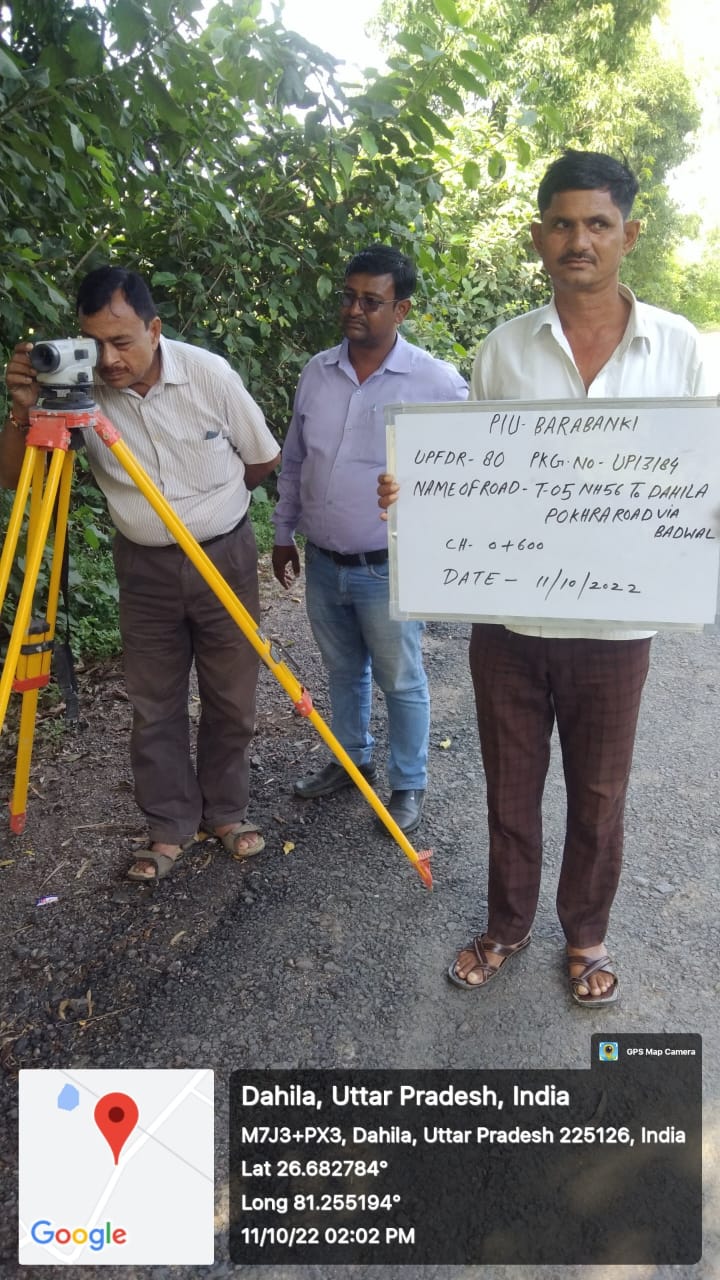 PIU- BARABANKI
UPFDR- 80 PKG.NO- UP13184
NAME OF ROAD- T-05 NH56 To DAHILA
POKHRA ROAD VIA
BADWAL
CH- 0+600
DATE - 11/10/2022
GPS Map Camera
Dahila, Uttar Pradesh, India
M7J3+PX3, Dahila, Uttar Pradesh 225126, India
Lat 26.682784°
Long 81.255194°
11/10/22 02:02 PM
Google